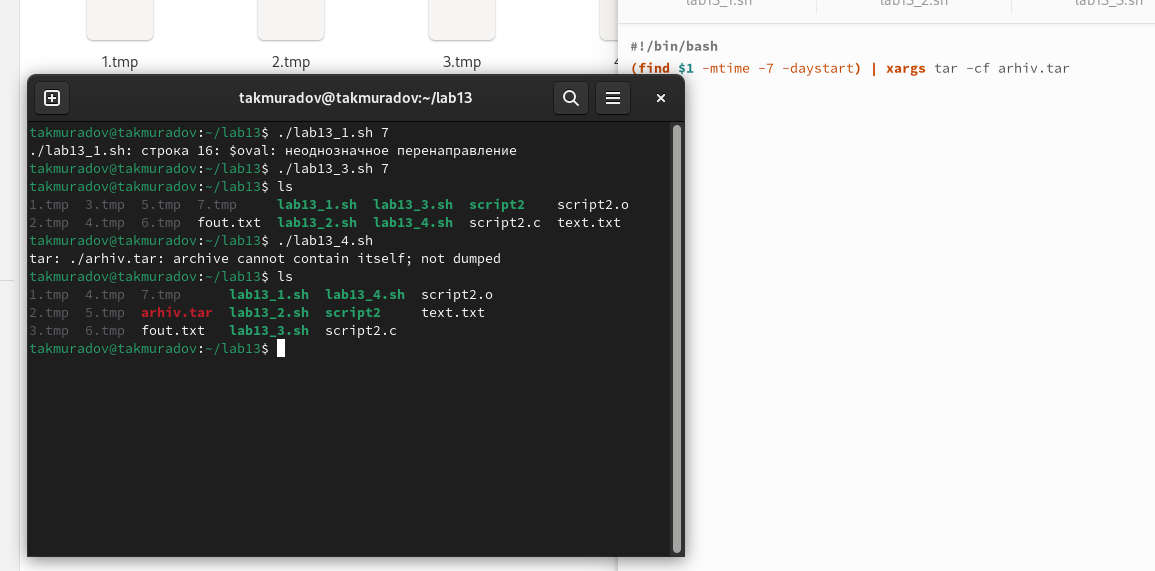 lab13_1.sh lab13_2.sh lab13_3.sh
1.tmp 2.tmp 3.tmp
#!/bin/bash
(find $1 -mtime -7 -daystart) | xargs tar -cf arhiv.tar
takmuradov@takmuradov:~/lab13
takmuradov@takmuradov:~/lab13$ ./lab13_1.sh 7
./lab13_1.sh: строка 16: $oval: неоднозначное перенаправление
takmuradov@takmuradov:~/lab13$ ./lab13_3.sh 7
takmuradov@takmuradov:~/lab13$ ls
1.tmp 3.tmp 5.tmp 7.tmp lab13_1.sh lab13_3.sh script2 script2.o
2.tmp 4.tmp 6.tmp fout.txt lab13_2.sh lab13_4.sh script2.c text.txt
takmuradov@takmuradov:~/lab13$ ./lab13_4.sh
tar: ./arhiv.tar: archive cannot contain itself; not dumped
takmuradov@takmuradov:~/lab13$ ls
1.tmp 4.tmp 7.tmp lab13_1.sh lab13_4.sh script2.o
2.tmp 5.tmp arhiv.tar lab13_2.sh script2 text.txt
3.tmp 6.tmp fout.txt lab13_3.sh script2.c
takmuradov@takmuradov:~/lab13$